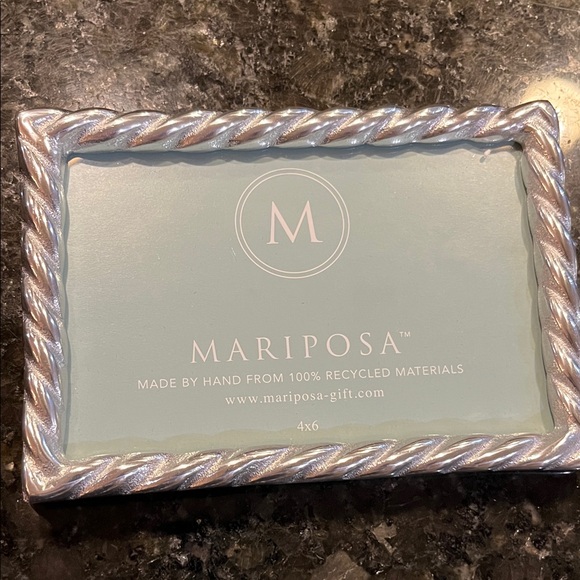 M
MARIPOSA™
MADE BY HAND FROM 100% RECYCLED MATERIALS
www.mariposa-gift.com
4x6